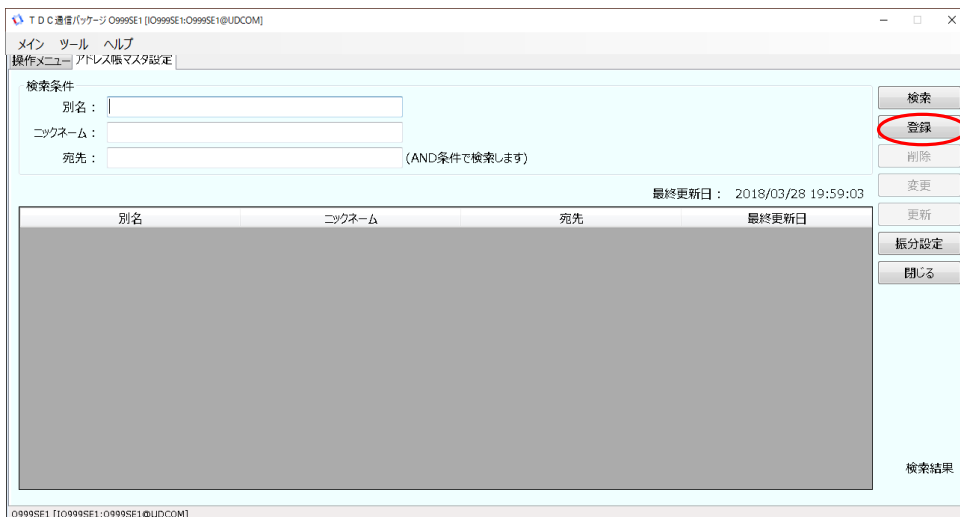 ＴＤＣ通信パッケージ O999SE1 [IO999SE1:O999SE1@UDCOM]
メイン ツール ヘルプ
操作メニュー アドレス帳マスタ設定
検索条件
別名：
ニックネーム：
宛先： (AND条件で検索します)
検索
登録
削除
変更
更新
振分設定
閉じる
最終更新日： 2018/03/28 19:59:03
別名 ニックネーム 宛先 最終更新日
検索結果
O999SE1 [IO999SE1:O999SE1@UDCOM]